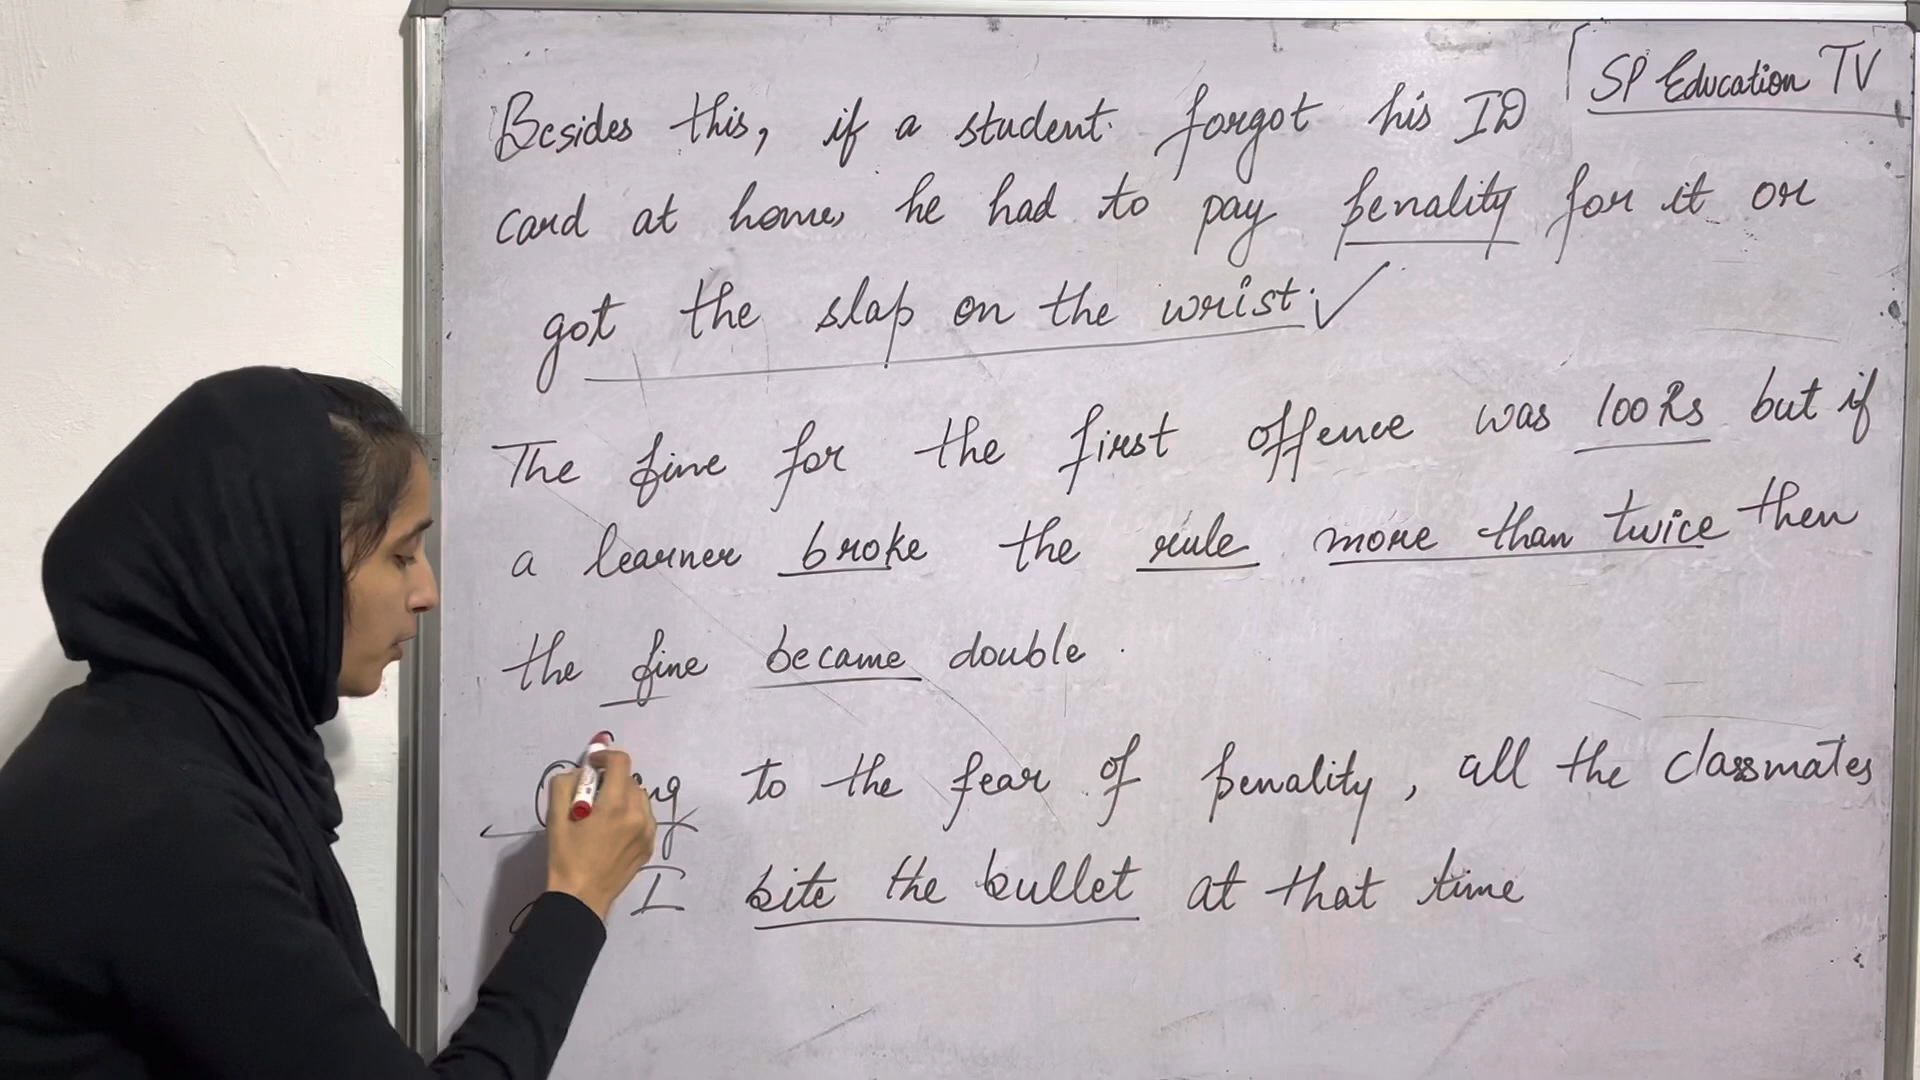 SP Education TV
Besides this, if a student forgot his ID
card at home, he had to pay penality for it or
got the slap on the wrist.
The fine for the first offence was 100Rs but if
a learner broke the rule more than twice then
the fine became double.
to the fear of penality, all the classmates
I bite the bullet at that time